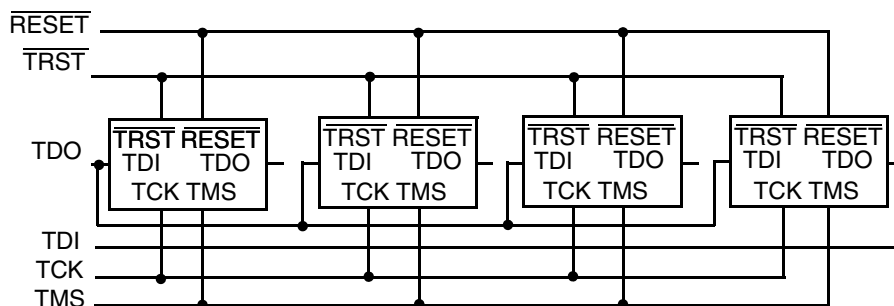 RESET
TRST
TRST RESET
TDI TDO
TCK TMS
TRST RESET
TDI TDO
TCK TMS
TRST RESET
TDI TDO
TCK TMS
TRST RESET
TDI TDO
TCK TMS
TDO
TDI
TCK
TMS